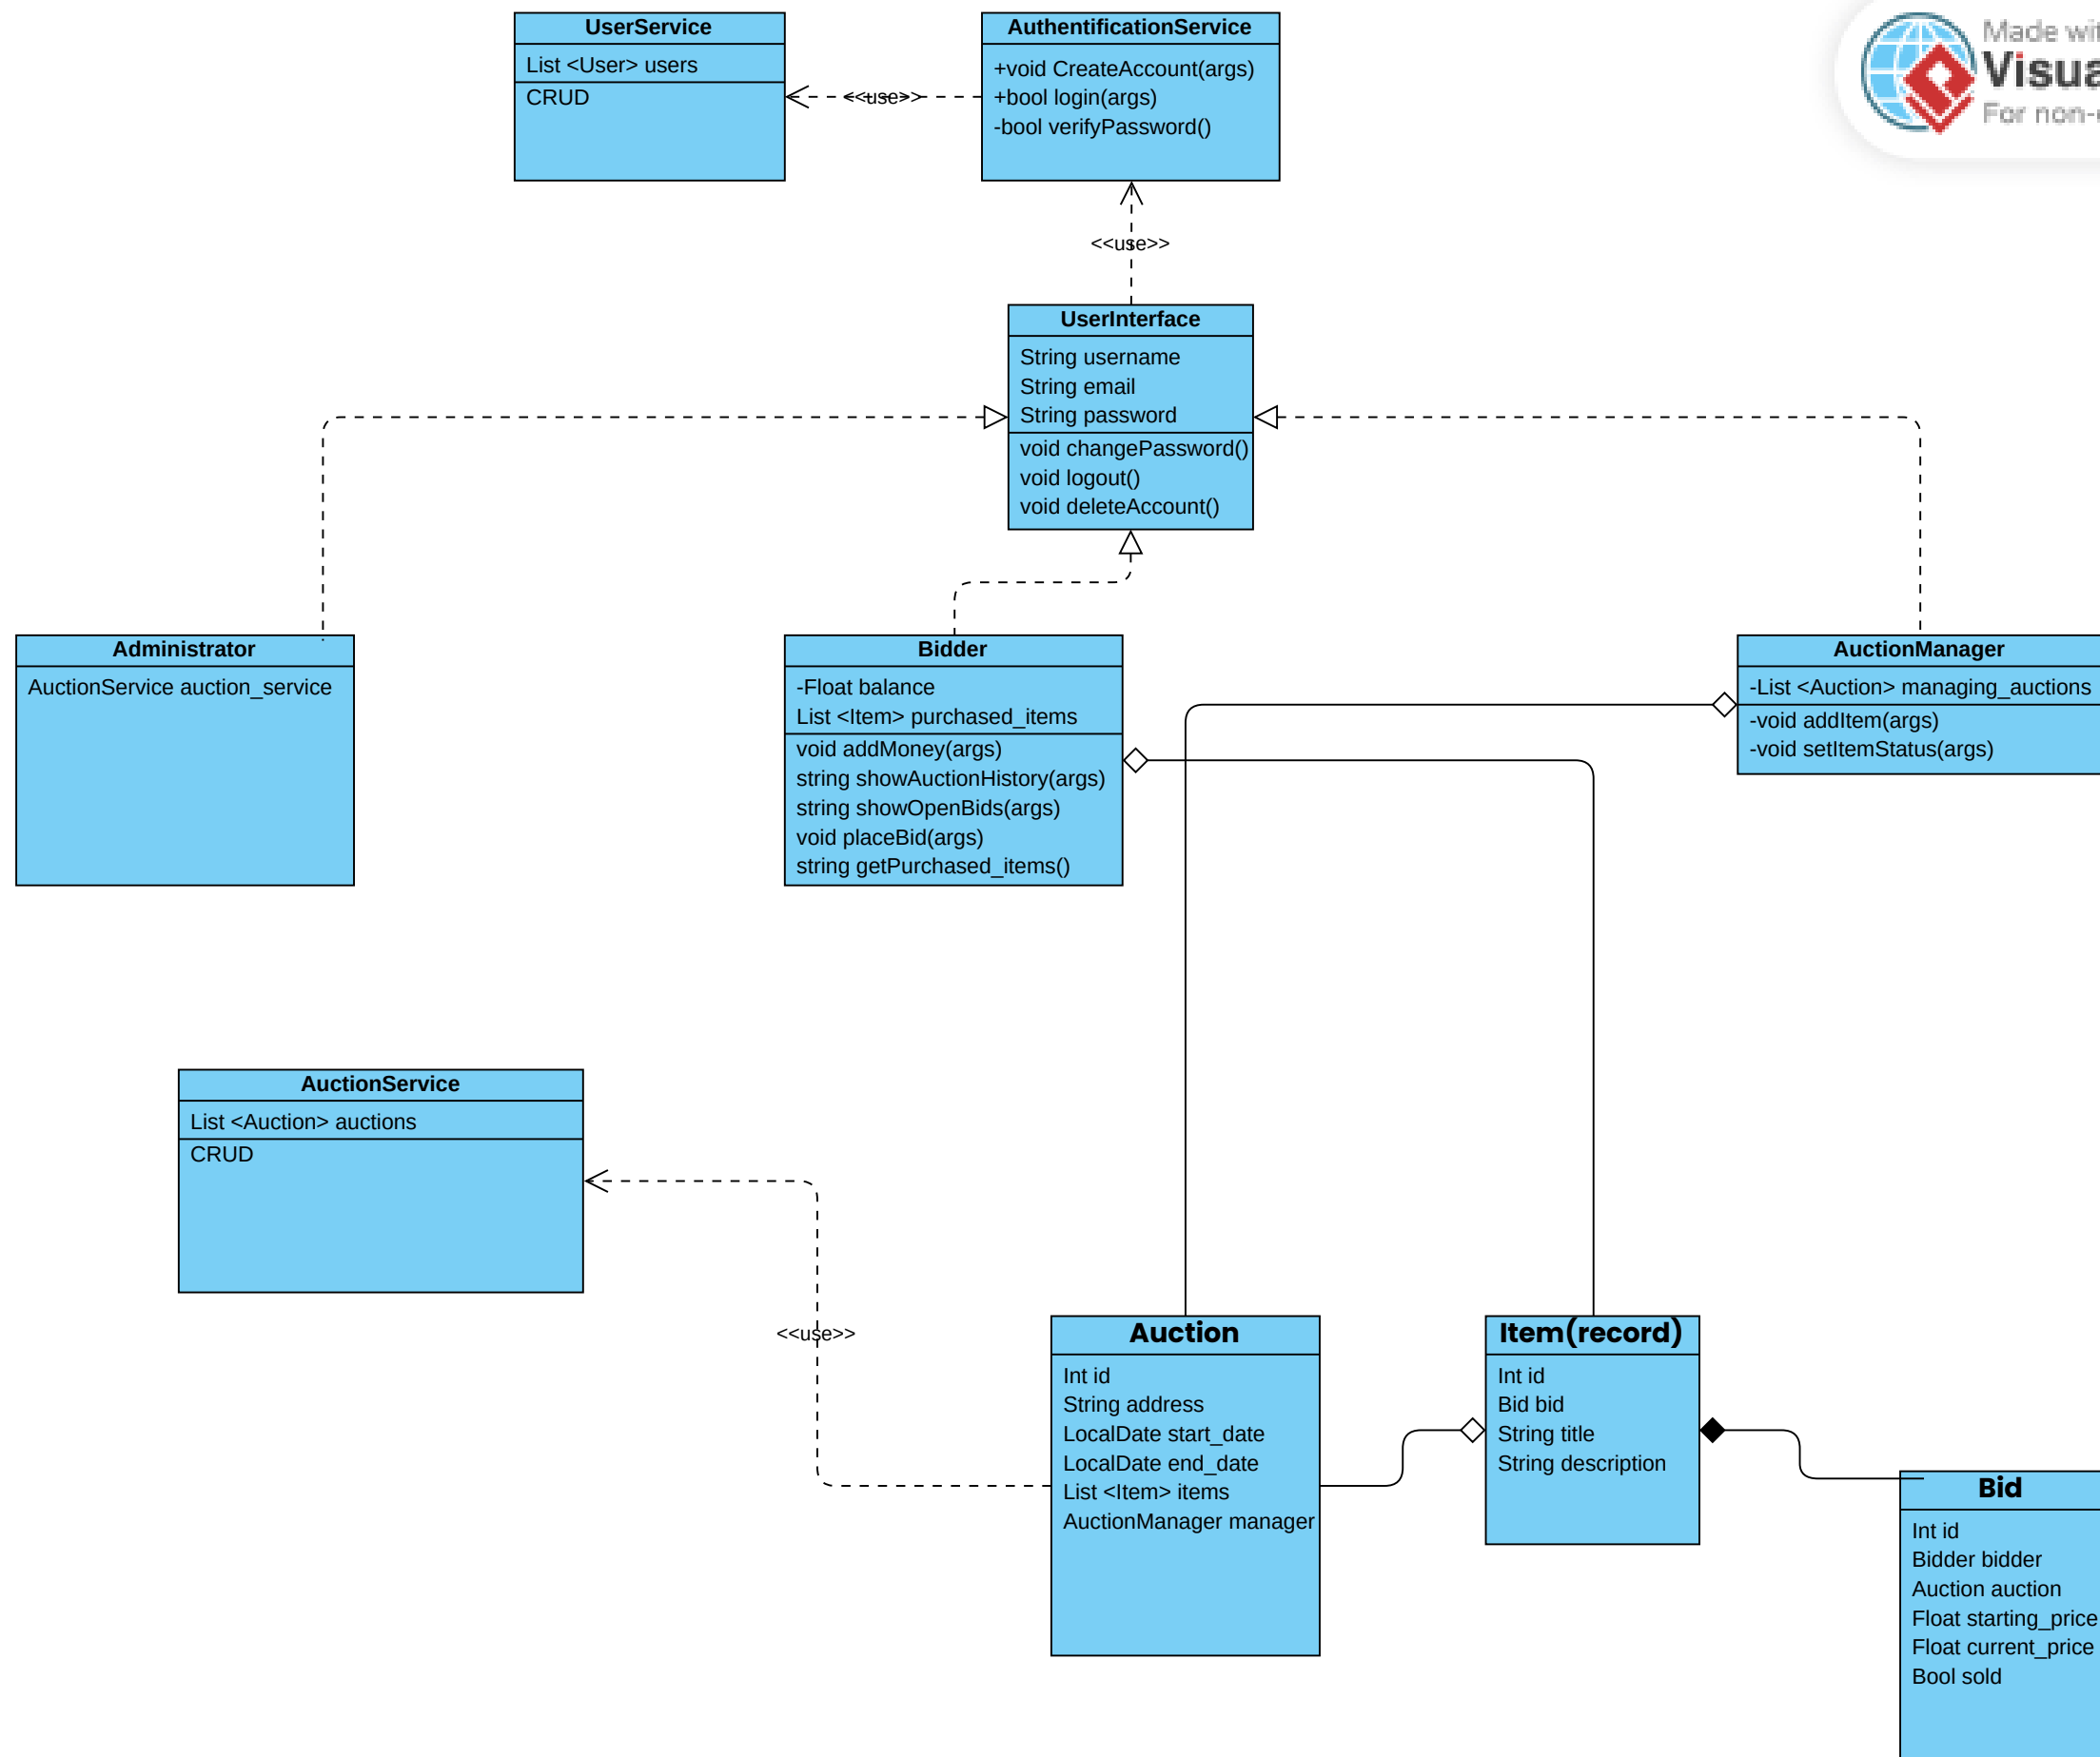 UserService
List <User> users
CRUD
<<use>>
AuthentificationService
+void CreateAccount(args)
+bool login(args)
-bool verifyPassword()
Made
Visua
For
<<use>>
UserInterface
String username
String email
String password
void changePassword()
void logout()
void deleteAccount()
Administrator
AuctionService auction_service
Bidder
-Float balance
List <Item> purchased_items
void addMoney(args)
string showAuctionHistory(args)
string showOpenBids(args)
void placeBid(args)
string getPurchased_items()
AuctionManager
-List <Auction> managing_auctions
-void addItem(args)
-void setItemStatus(args)
AuctionService
List <Auction> auctions
CRUD
<<use>>
Auction
Int id
String address
LocalDate start_date
LocalDate end_date
List <Item> items
AuctionManager manager
Item(record)
Int id
Bid bid
String title
String description
Bid
Int id
Bidder bidder
Auction auction
Float starting_price
Float current_price
Bool sold